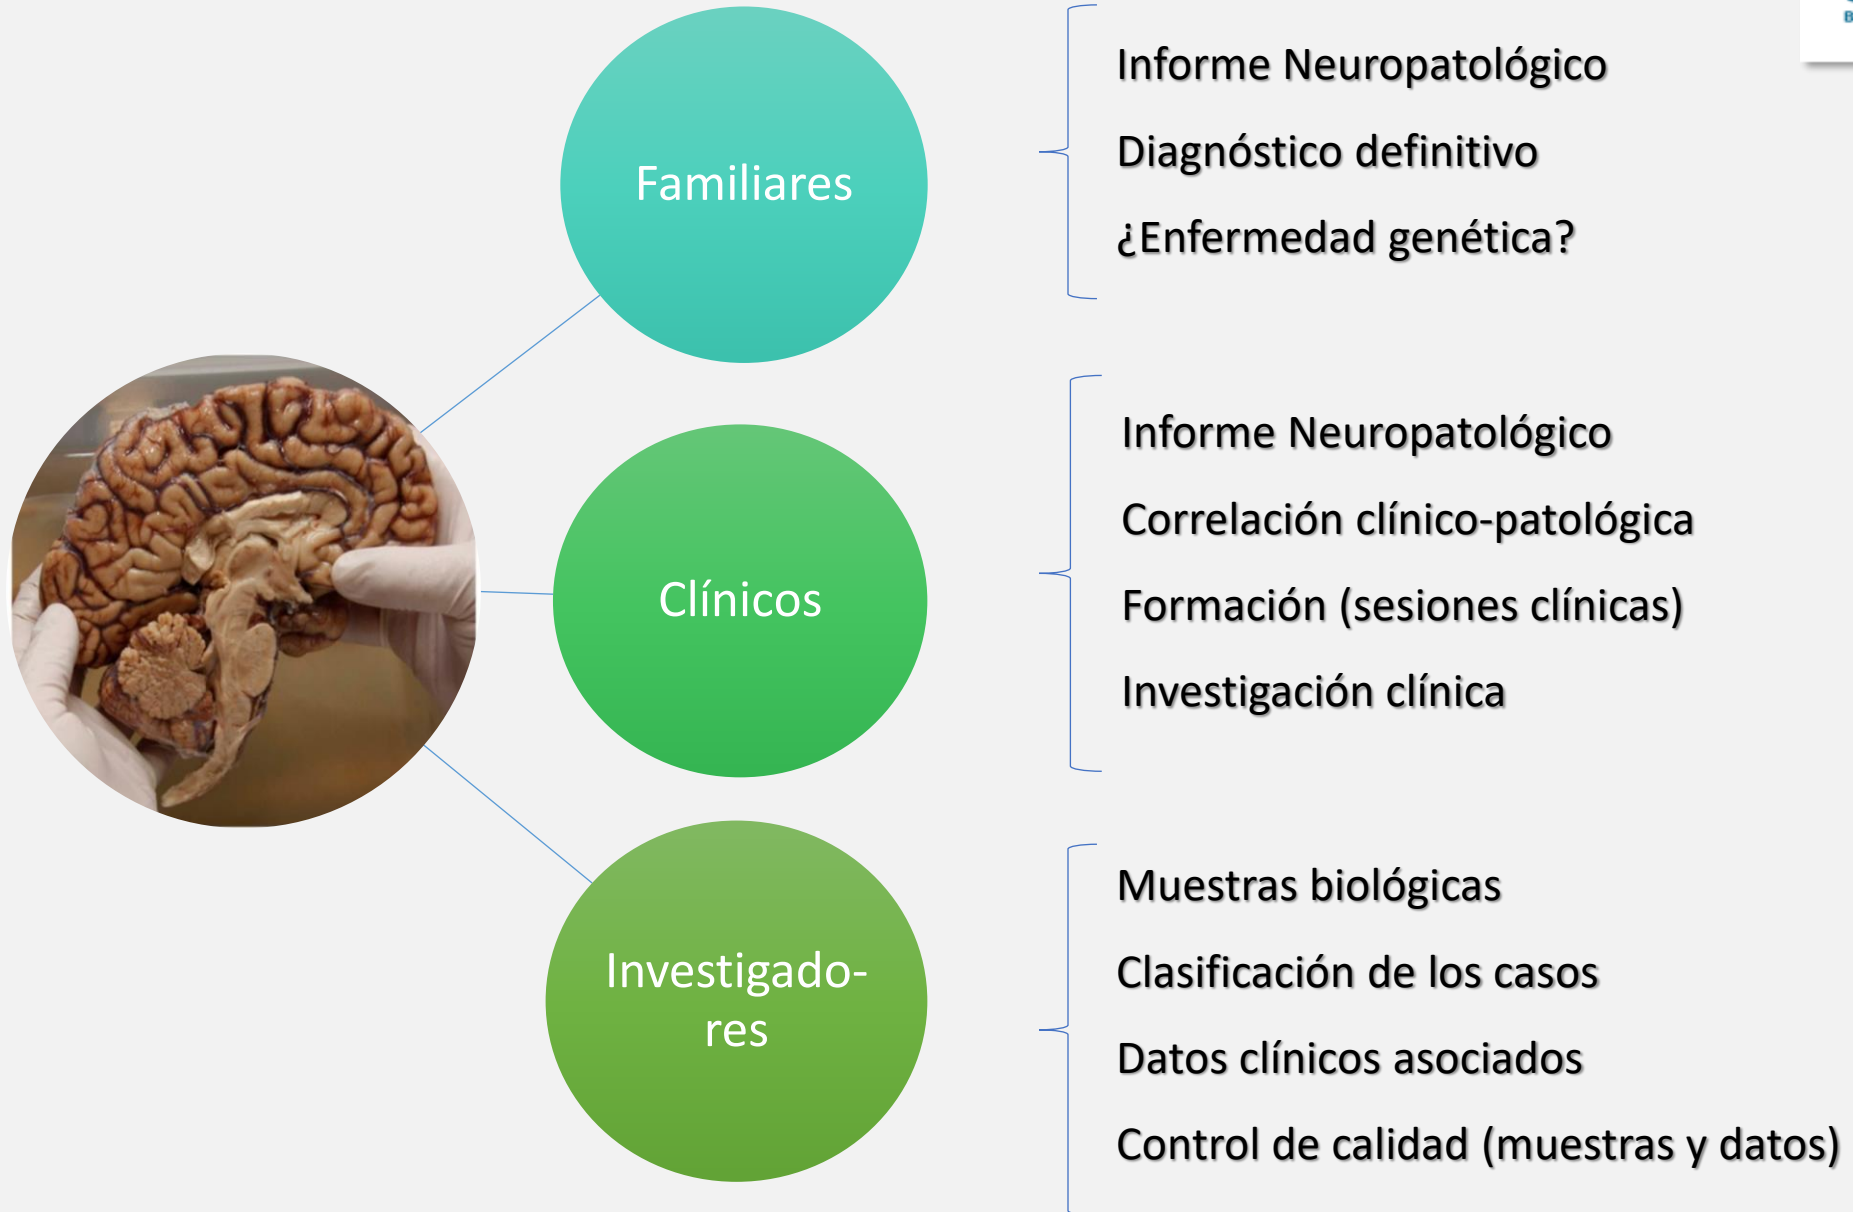 Familiares
Informe Neuropatológico
Diagnóstico definitivo
¿Enfermedad genética?
Clínicos
Informe Neuropatológico
Correlación clínico-patológica
Formación (sesiones clínicas)
Investigación clínica
Investigado-
res
Muestras biológicas
Clasificación de los casos
Datos clínicos asociados
Control de calidad (muestras y datos)